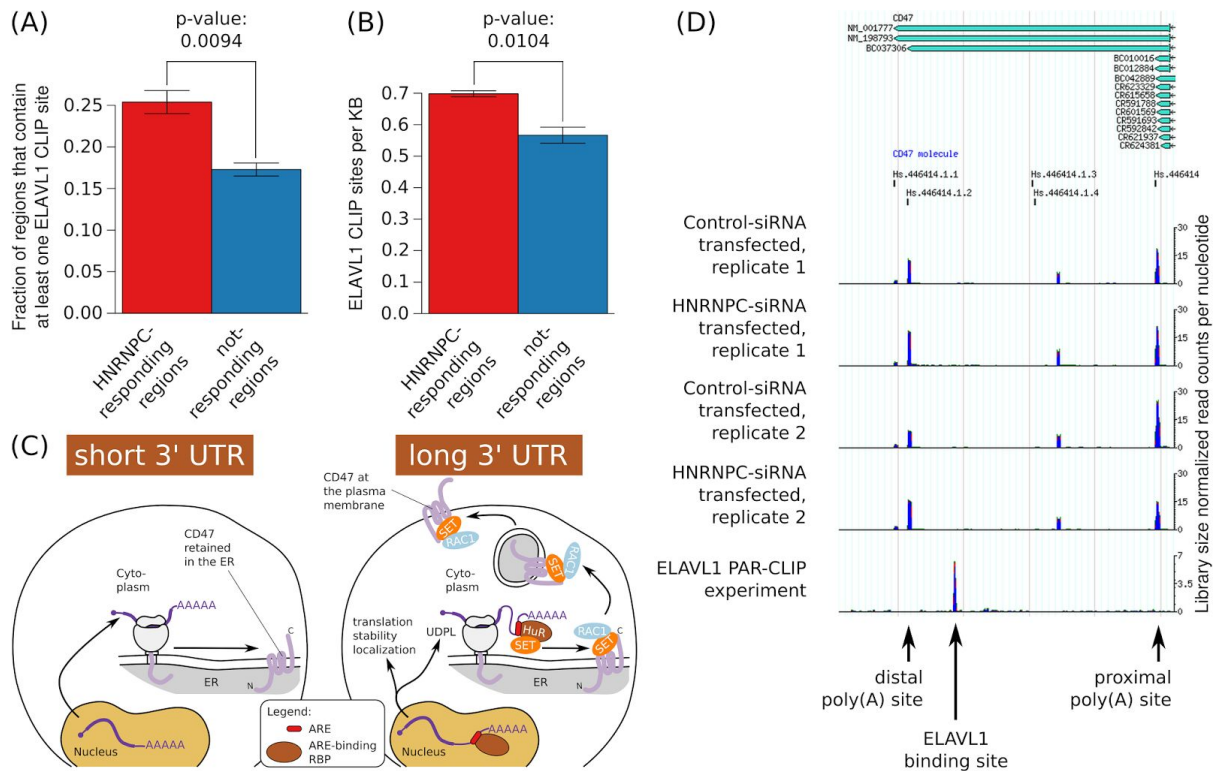 (A)
p-value:
0.0094
Fraction of regions that contain
at least one ELAVL1 CLIP site
0.25
0.20
0.15
0.10
0.05
0.00
HNRNPC-
responding
regions
not-
responding
regions
(B)
p-value:
0.0104
ELAVL1 CLIP sites per KB
0.7
0.6
0.5
0.4
0.3
0.2
0.1
0.0
HNRNPC-
responding
regions
not-
responding
regions
(C)
short 3' UTR
CD47
retained
in the ER
Cyto-
plasm
AAAAA
C
N
ER
AAAAA
Nucleus
long 3' UTR
CD47 at
the plasma
membrane
SET
RAC1
SET
RAC1
Cyto-
plasm
AAAAA
translation
stability
localization
UDPL
HuR
SET
RAC1
SET
C
N
ER
AAAAA
Nucleus
Legend:
ARE
ARE-binding
RBP
(D)
CD47
NM_001777
NM_198793
BC037306
BC010016
BC012884
BC042889
CR623329
CR615658
CR591788
CR601569
CR591693
CR592842
CR621937
CR624381
CD47 molecule
Hs.446414.1.1
Hs.446414.1.3
Hs.446414
Hs.446414.1.2
Hs.446414.1.4
Control-siRNA
transfected,
replicate 1
30
15
0
HNRNPC-siRNA
transfected,
replicate 1
30
15
0
Control-siRNA
transfected,
replicate 2
30
15
0
HNRNPC-siRNA
transfected,
replicate 2
30
15
0
ELAVL1 PAR-CLIP
experiment
7
3.5
0
Library size normalized read counts per nucleotide
distal
poly(A) site
ELAVL1
binding site
proximal
poly(A) site